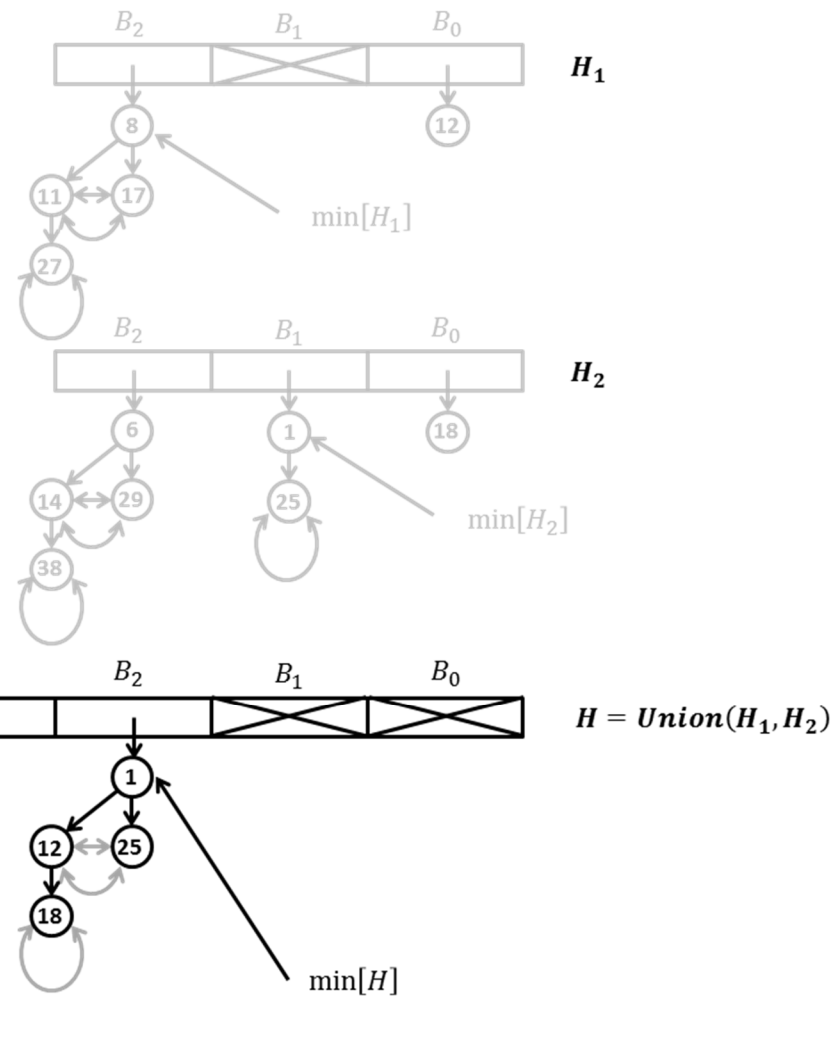 B₂ B₁ B₀
H₁
8 12
11 17
min[H₁]
27
B₂ B₁ B₀
H₂
6 1 18
14 29 25
min[H₂]
38
B₂ B₁ B₀
H = Union(H₁, H₂)
1
12 25
18
min[H]